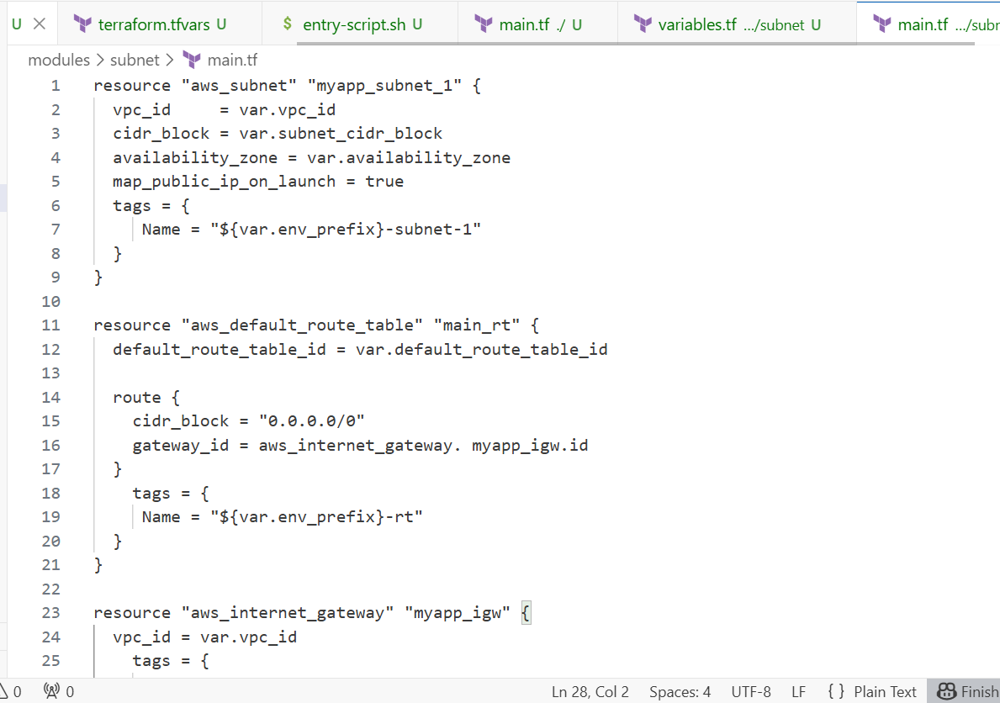 U
terraform.tfvars U
$ entry-script.sh U
main.tf ./ U
variables.tf .../subnet U
main.tf .../subn
modules > subnet > main.tf
1 resource "aws_subnet" "myapp_subnet_1" {
2 vpc_id     = var.vpc_id
3 cidr_block = var.subnet_cidr_block
4 availability_zone = var.availability_zone
5 map_public_ip_on_launch = true
6 tags = {
7 Name = "${var.env_prefix}-subnet-1"
8 }
9 }
10
11 resource "aws_default_route_table" "main_rt" {
12 default_route_table_id = var.default_route_table_id
13
14 route {
15 cidr_block = "0.0.0.0/0"
16 gateway_id = aws_internet_gateway. myapp_igw.id
17 }
18 tags = {
19 Name = "${var.env_prefix}-rt"
20 }
21 }
22
23 resource "aws_internet_gateway" "myapp_igw" {
24 vpc_id = var.vpc_id
25 tags = {
0 0 Ln 28, Col 2 Spaces: 4 UTF-8 LF { } Plain Text Finish